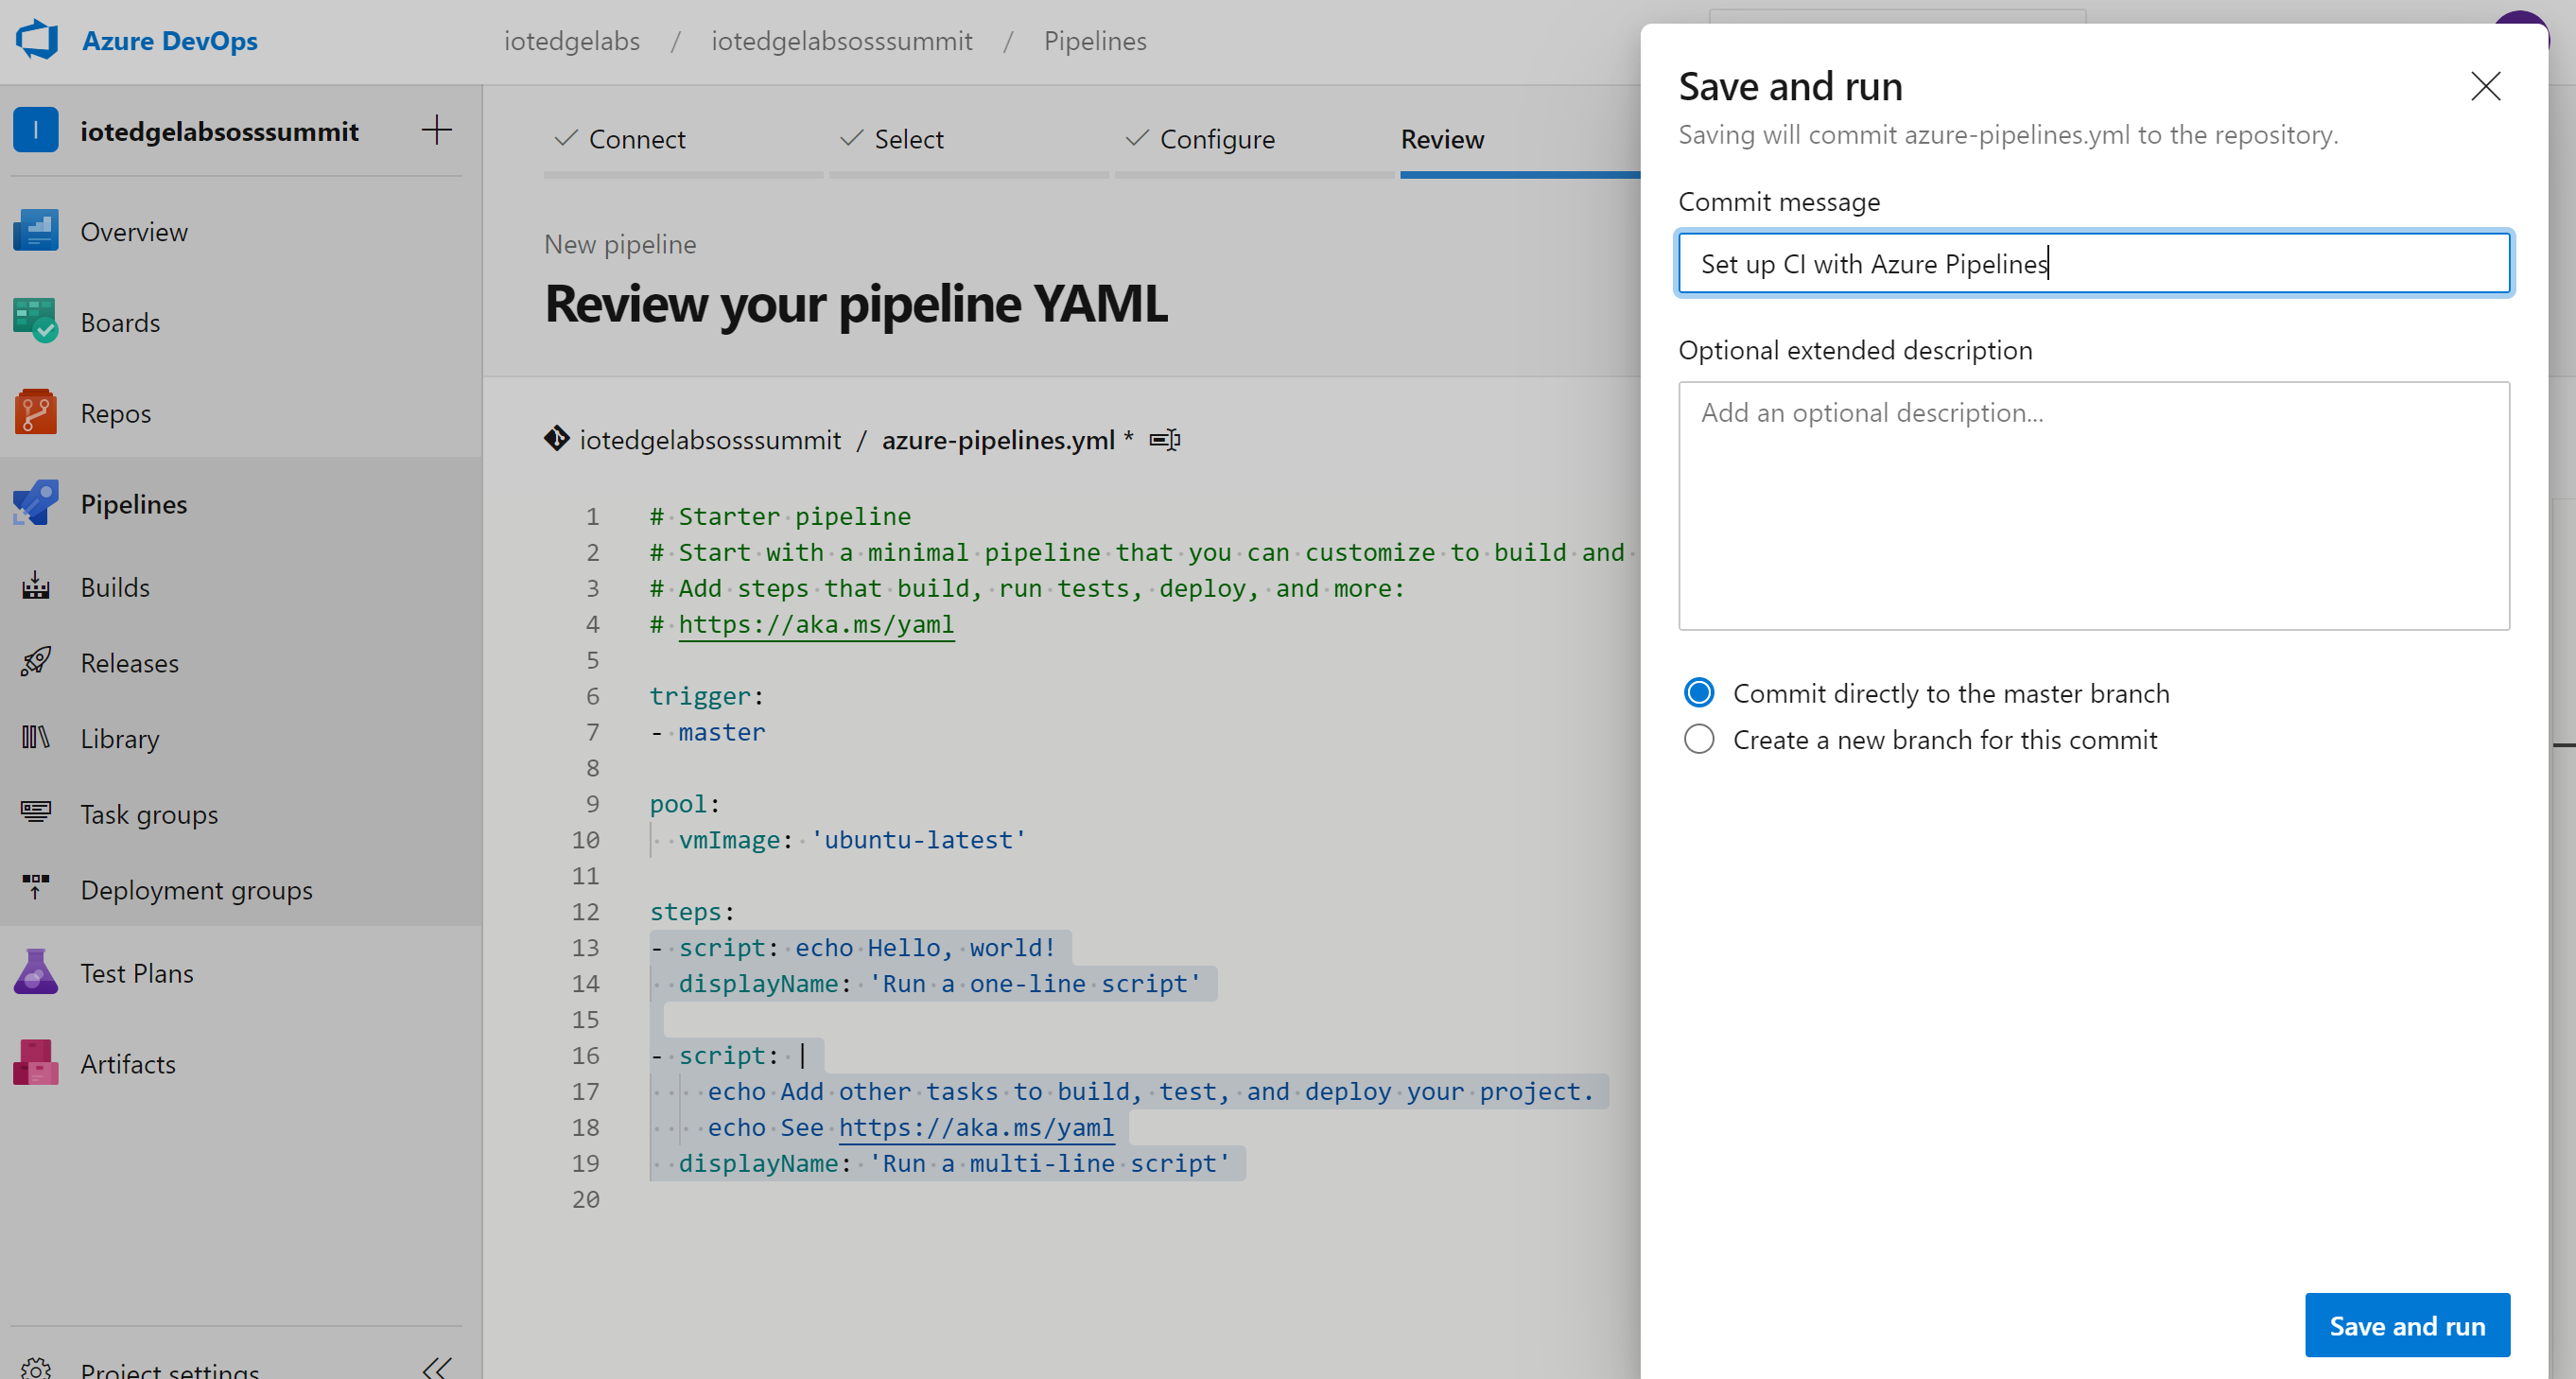 Azure DevOps
iotedgelabs / iotedgelabsosssummit / Pipelines
I iotedgelabsosssummit
Overview
Boards
Repos
Pipelines
Builds
Releases
Library
Task groups
Deployment groups
Test Plans
Artifacts
Project settings
Connect Select Configure Review
New pipeline
Review your pipeline YAML
iotedgelabsosssummit / azure-pipelines.yml *
1 # Starter pipeline
2 # Start with a minimal pipeline that you can customize to build and
3 # Add steps that build, run tests, deploy, and more:
4 # https://aka.ms/yaml
5
6 trigger:
7 - master
8
9 pool:
10   vmImage: 'ubuntu-latest'
11
12 steps:
13 - script: echo Hello, world!
14   displayName: 'Run a one-line script'
15
16 - script: |
17     echo Add other tasks to build, test, and deploy your project.
18     echo See https://aka.ms/yaml
19   displayName: 'Run a multi-line script'
20
Save and run
Saving will commit azure-pipelines.yml to the repository.
Commit message
Set up CI with Azure Pipelines
Optional extended description
Add an optional description...
Commit directly to the master branch
Create a new branch for this commit
Save and run